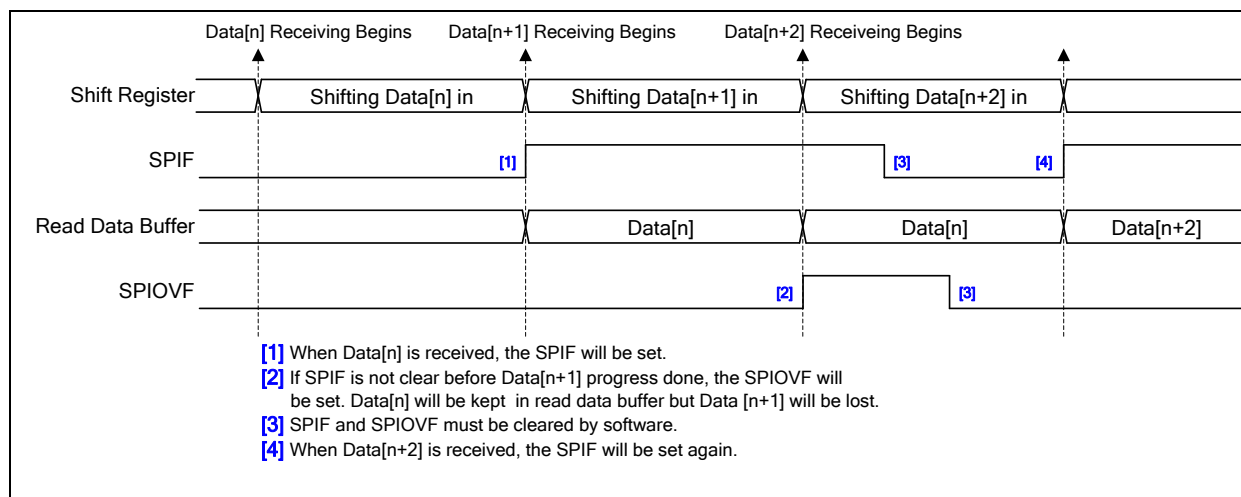 Data[n] Receiving Begins Data[n+1] Receiving Begins Data[n+2] Receiveing Begins
Shift Register Shifting Data[n] in Shifting Data[n+1] in Shifting Data[n+2] in
SPIF [1] [3] [4]
Read Data Buffer Data[n] Data[n] Data[n+2]
SPIOVF [2] [3]
[1] When Data[n] is received, the SPIF will be set.
[2] If SPIF is not clear before Data[n+1] progress done, the SPIOVF will
be set. Data[n] will be kept in read data buffer but Data [n+1] will be lost.
[3] SPIF and SPIOVF must be cleared by software.
[4] When Data[n+2] is received, the SPIF will be set again.